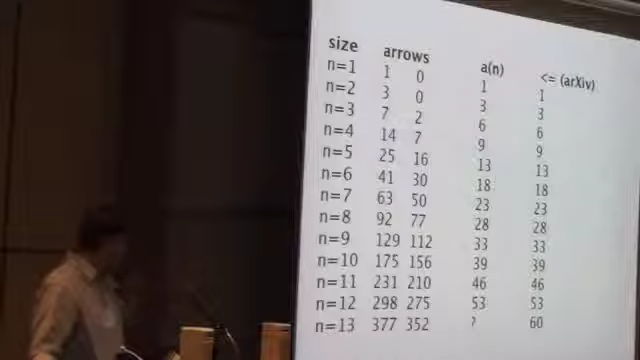 size arrows a(n) <= (arXiv)
n=1 1 0 1 1
n=2 3 0 3 3
n=3 7 2 6 6
n=4 14 7 9 9
n=5 25 16 13 13
n=6 41 30 18 18
n=7 63 50 23 23
n=8 92 77 28 28
n=9 129 112 33 33
n=10 175 156 39 39
n=11 231 210 46 46
n=12 298 275 53 53
n=13 377 352 ? 60